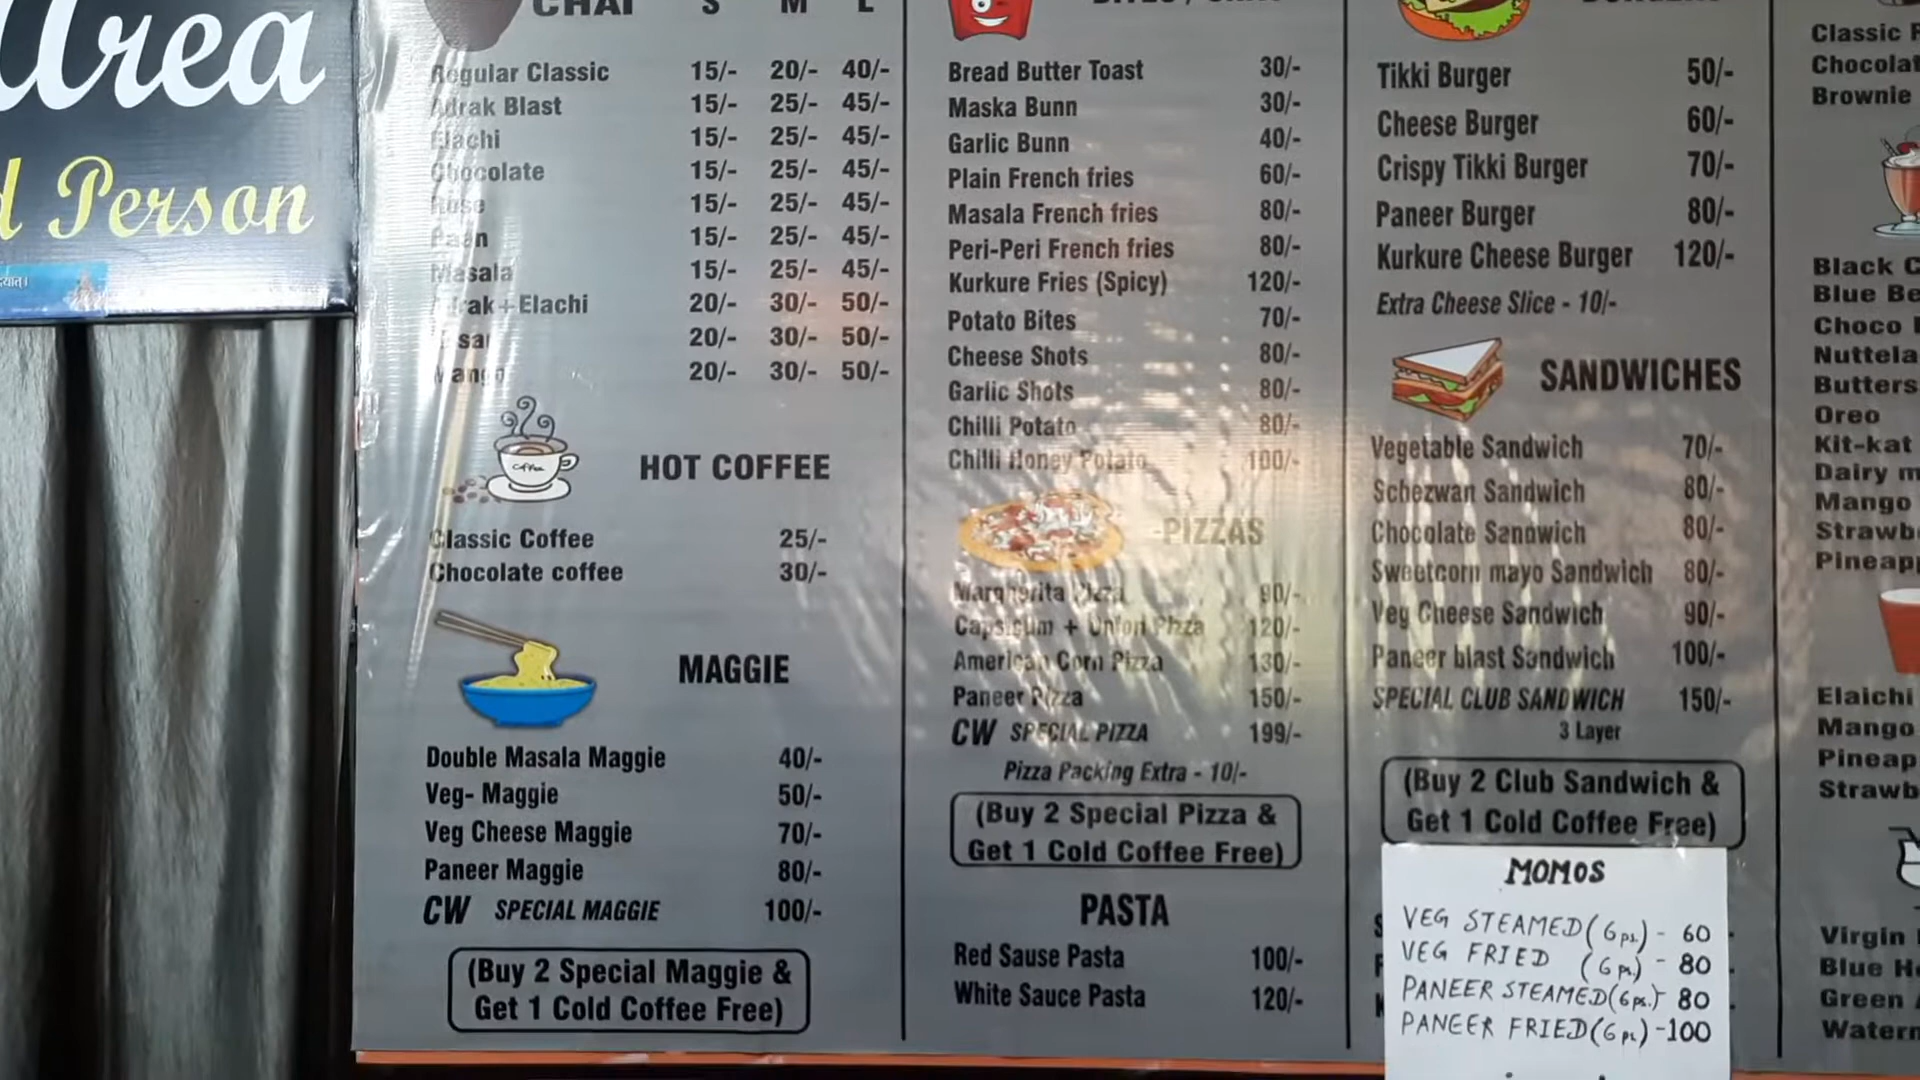 Area
d Person
CHAI S M L
Regular Classic 15/- 20/- 40/-
Adrak Blast 15/- 25/- 45/-
Elachi 15/- 25/- 45/-
Chocolate 15/- 25/- 45/-
Rose 15/- 25/- 45/-
Paan 15/- 25/- 45/-
Masala 15/- 25/- 45/-
Adrak+Elachi 20/- 30/- 50/-
20/- 30/- 50/-
Mango 20/- 30/- 50/-
Coffee
HOT COFFEE
Classic Coffee 25/-
Chocolate coffee 30/-
MAGGIE
Double Masala Maggie 40/-
Veg- Maggie 50/-
Veg Cheese Maggie 70/-
Paneer Maggie 80/-
CW SPECIAL MAGGIE 100/-
(Buy 2 Special Maggie &
Get 1 Cold Coffee Free)
Bread Butter Toast 30/-
Maska Bunn 30/-
Garlic Bunn 40/-
Plain French fries 60/-
Masala French fries 80/-
Peri-Peri French fries 80/-
Kurkure Fries (Spicy) 120/-
Potato Bites 70/-
Cheese Shots 80/-
Garlic Shots 80/-
Chilli Potato 80/-
Chilli Honey Potato 100/-
PIZZAS
Margherita Pizza 90/-
Capsicum + Onion Pizza 120/-
American Corn Pizza 130/-
Paneer Pizza 150/-
CW SPECIAL PIZZA 199/-
Pizza Packing Extra - 10/-
(Buy 2 Special Pizza &
Get 1 Cold Coffee Free)
PASTA
Red Sause Pasta 100/-
White Sauce Pasta 120/-
Tikki Burger 50/-
Cheese Burger 60/-
Crispy Tikki Burger 70/-
Paneer Burger 80/-
Kurkure Cheese Burger 120/-
Extra Cheese Slice - 10/-
SANDWICHES
Vegetable Sandwich 70/-
Schezwan Sandwich 80/-
Chocolate Sandwich 80/-
Sweetcorn mayo Sandwich 80/-
Veg Cheese Sandwich 90/-
Paneer blast Sandwich 100/-
SPECIAL CLUB SANDWICH 150/-
3 Layer
(Buy 2 Club Sandwich &
Get 1 Cold Coffee Free)
MOMOS
VEG STEAMED (6 ps.) - 60
VEG FRIED (6 ps.) - 80
PANEER STEAMED (6 ps.) - 80
PANEER FRIED (6 ps.) - 100
Classic
Chocolat
Brownie
Black C
Blue Be
Choco
Nuttela
Butters
Oreo
Kit-kat
Dairy m
Mango
Strawb
Pineap
Elaichi
Mango
Pineap
Strawb
Virgin
Blue
Green
Water